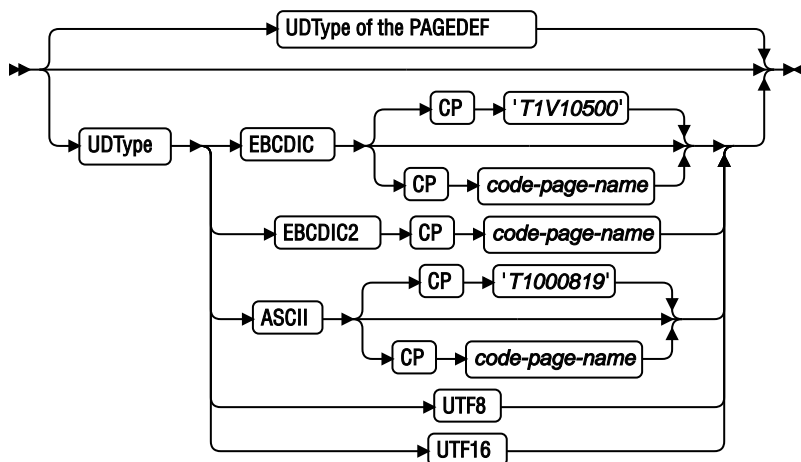 UDType of the PAGEDEF
CP 'T1V10500'
UDType EBCDIC
CP code-page-name
EBCDIC2 CP code-page-name
CP 'T1000819'
ASCII
CP code-page-name
UTF8
UTF16